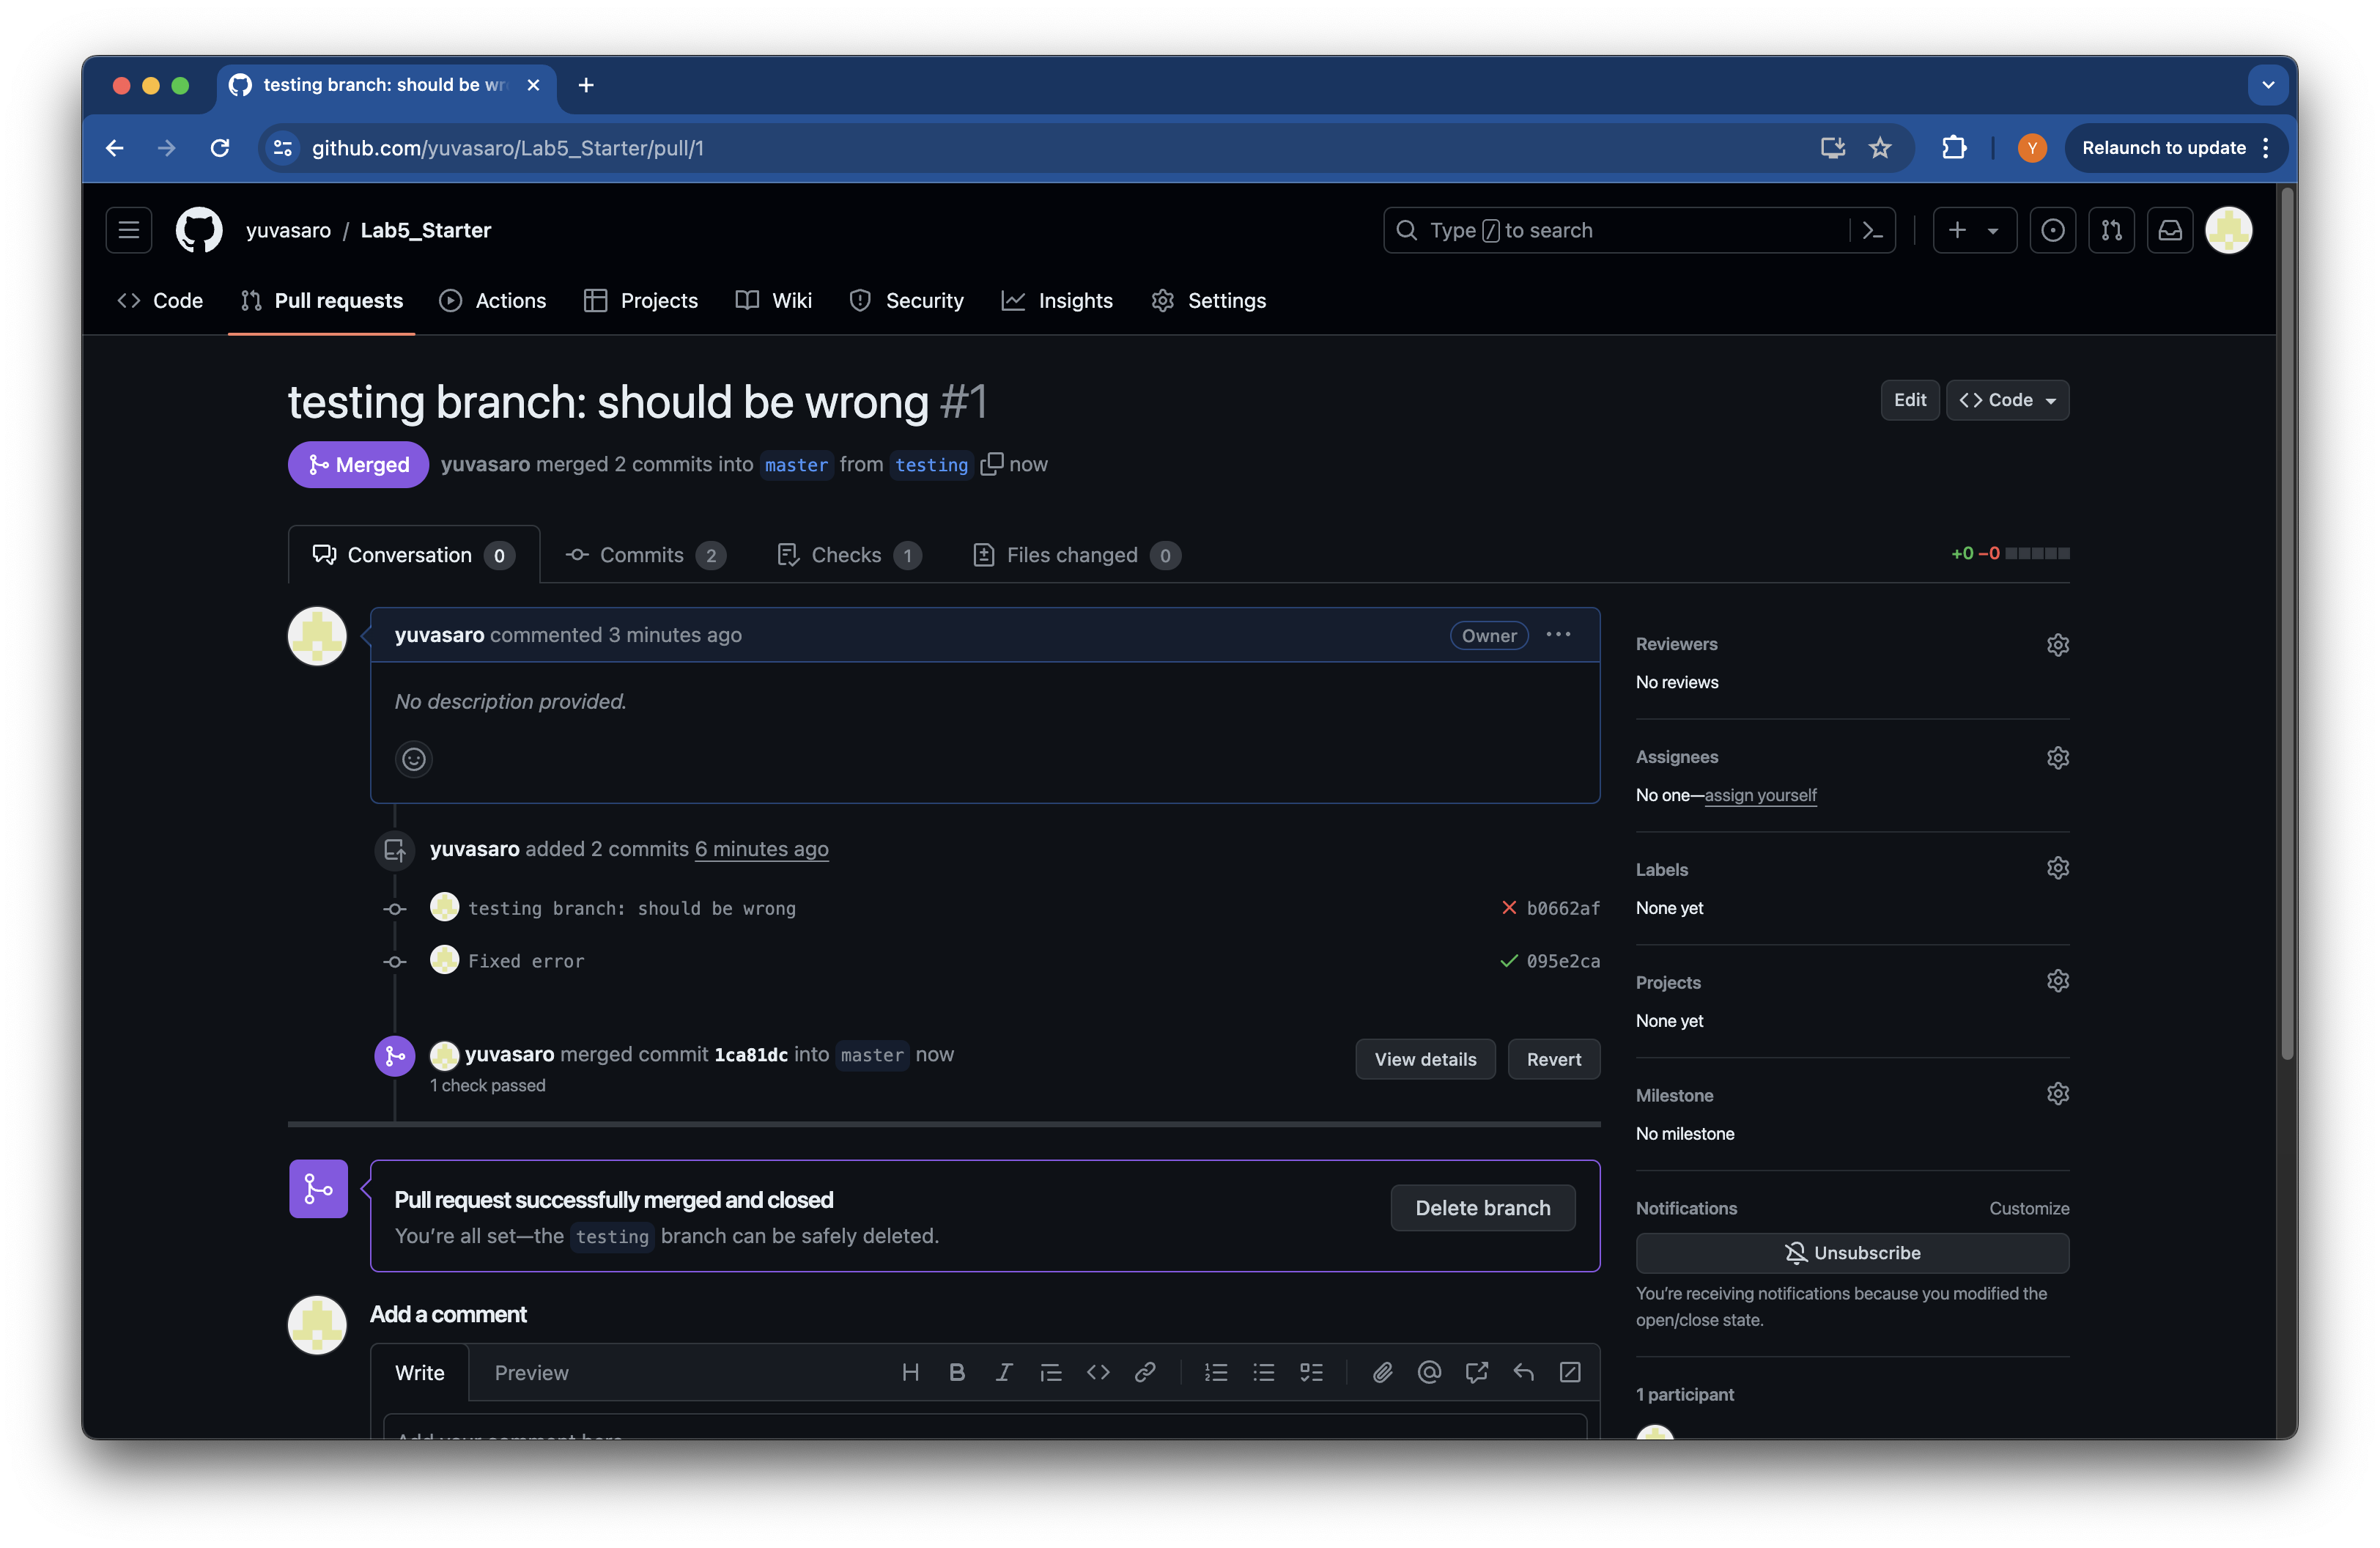 testing branch: should be wr
github.com/yuvasaro/Lab5_Starter/pull/1
Y
Relaunch to update
yuvasaro / Lab5_Starter
Type / to search
Code
Pull requests
Actions
Projects
Wiki
Security
Insights
Settings
testing branch: should be wrong #1
Edit
Code
Merged
yuvasaro merged 2 commits into master from testing now
Conversation 0
Commits 2
Checks 1
Files changed 0
+0 −0
yuvasaro commented 3 minutes ago
Owner
No description provided.
yuvasaro added 2 commits 6 minutes ago
testing branch: should be wrong
b0662af
Fixed error
095e2ca
yuvasaro merged commit 1ca81dc into master now
1 check passed
View details
Revert
Pull request successfully merged and closed
You're all set—the testing branch can be safely deleted.
Delete branch
Add a comment
Write
Preview
Add your comment here
Reviewers
No reviews
Assignees
No one—assign yourself
Labels
None yet
Projects
None yet
Milestone
No milestone
Notifications
Customize
Unsubscribe
You're receiving notifications because you modified the
open/close state.
1 participant